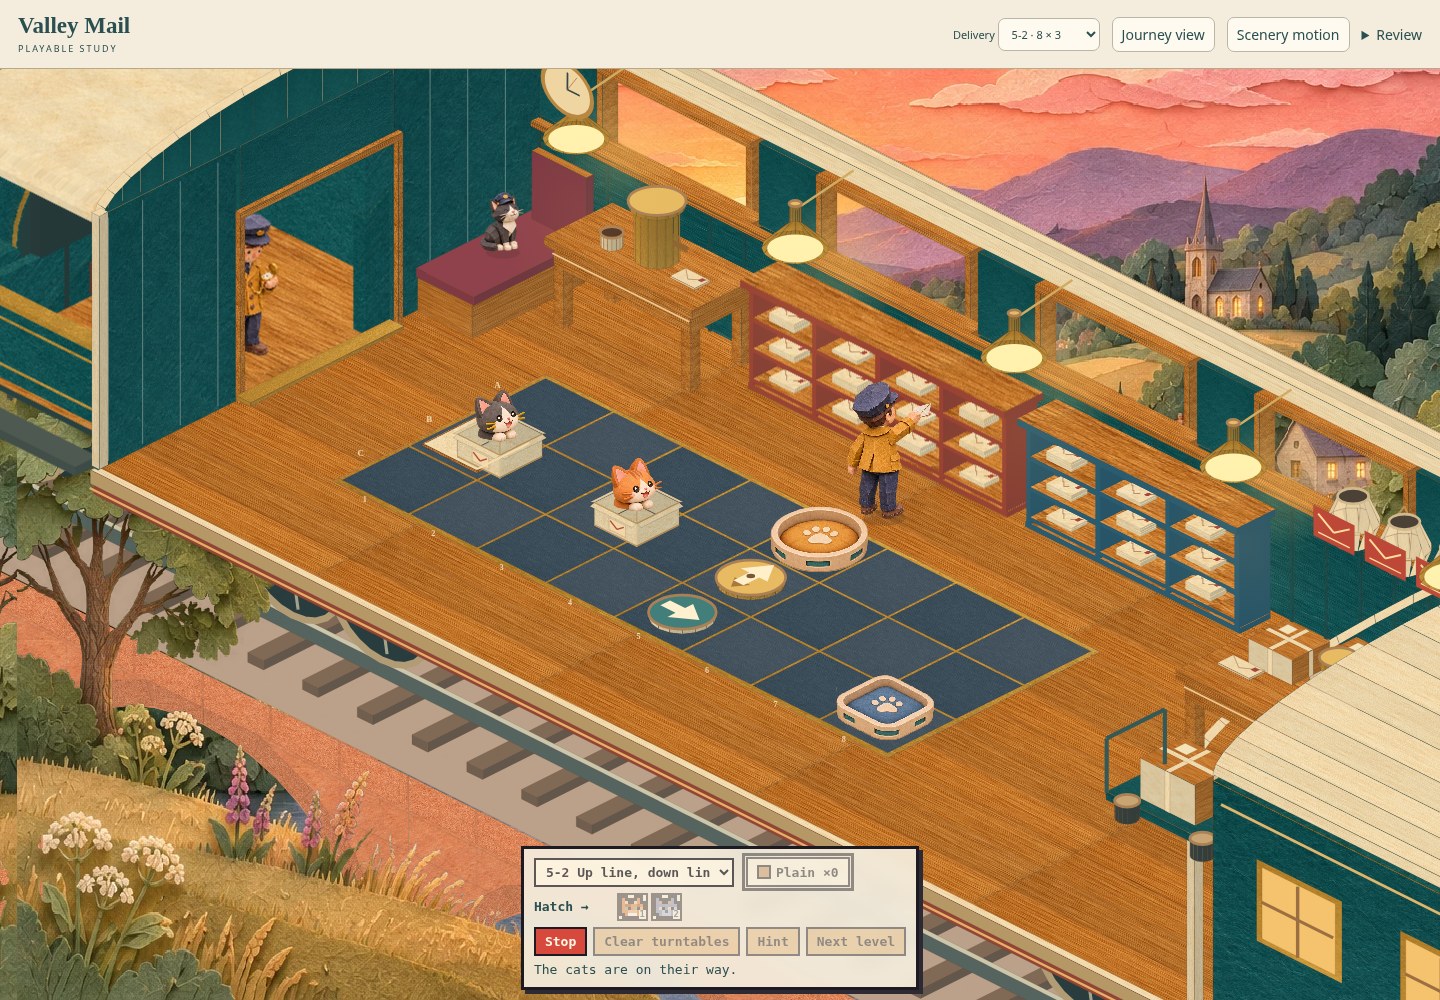 Valley Mail
PLAYABLE STUDY
Delivery 5-2 · 8 × 3 Journey view Scenery motion ▶ Review
A
B
C
1
2
3
4
5
6
7
8
5-2 Up line, down lin Plain ×0
Hatch → 1 2
Stop Clear turntables Hint Next level
The cats are on their way.